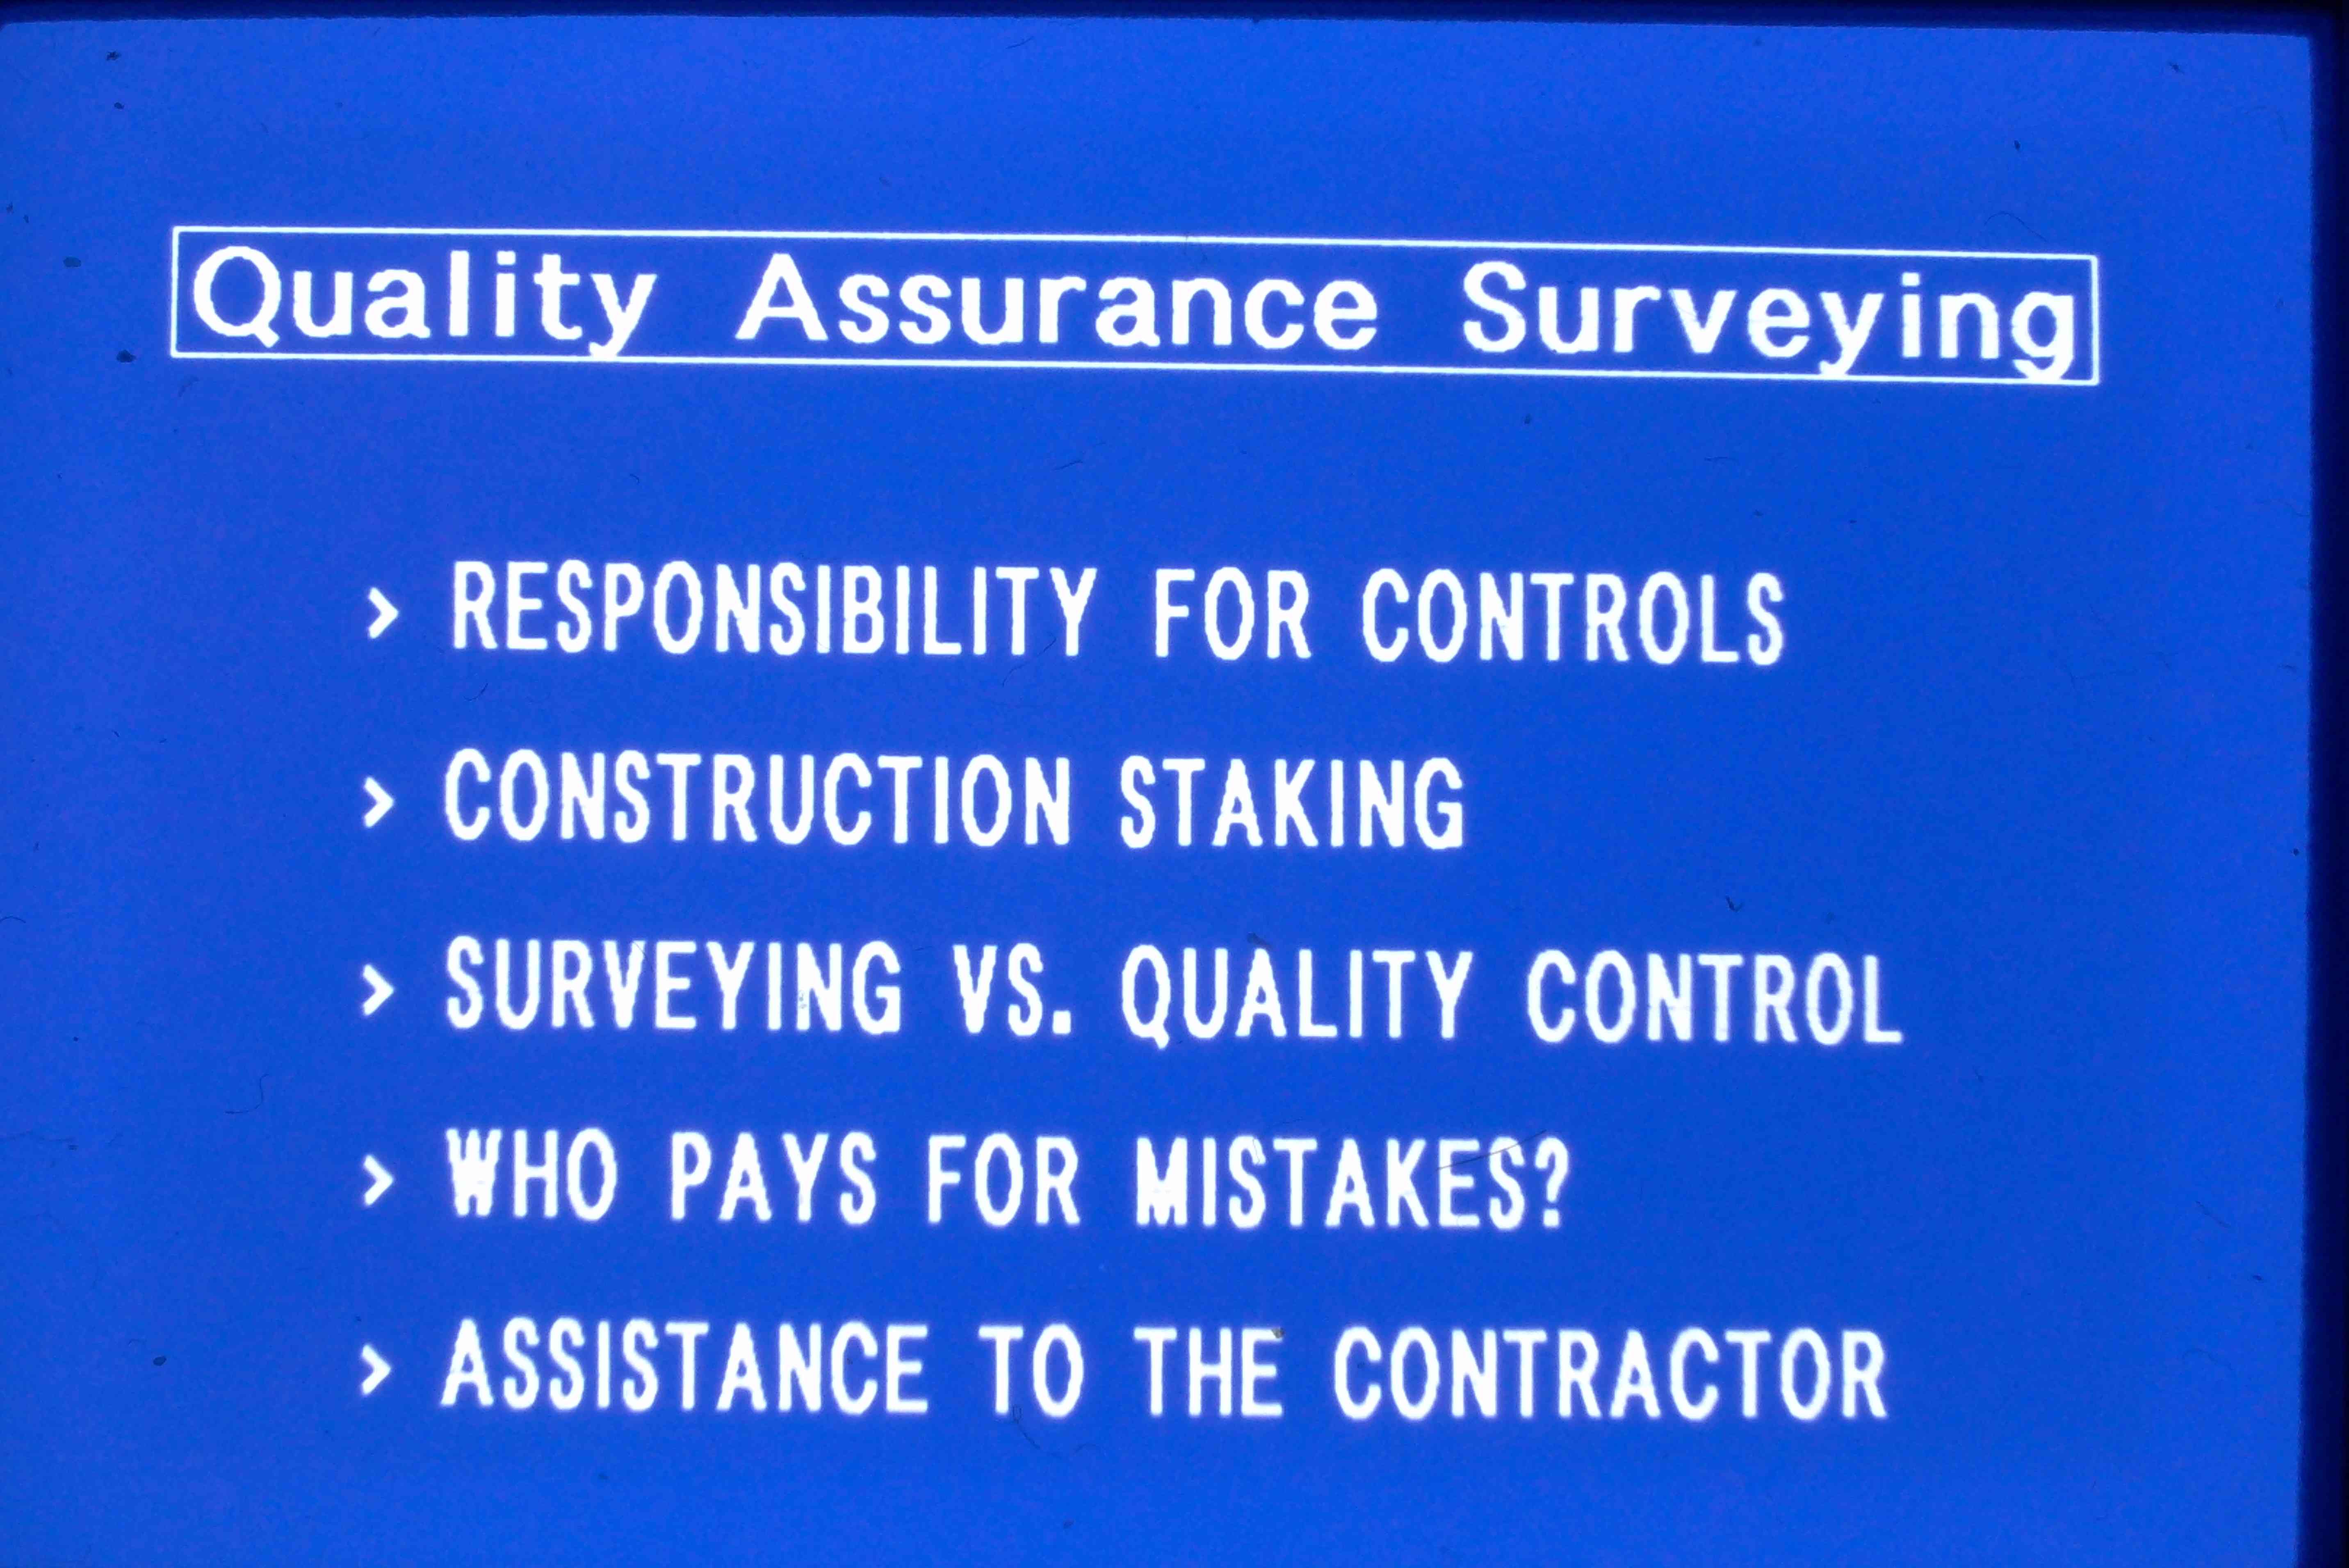 Quality Assurance Surveying
> RESPONSIBILITY FOR CONTROLS
> CONSTRUCTION STAKING
> SURVEYING VS. QUALITY CONTROL
> WHO PAYS FOR MISTAKES?
> ASSISTANCE TO THE CONTRACTOR